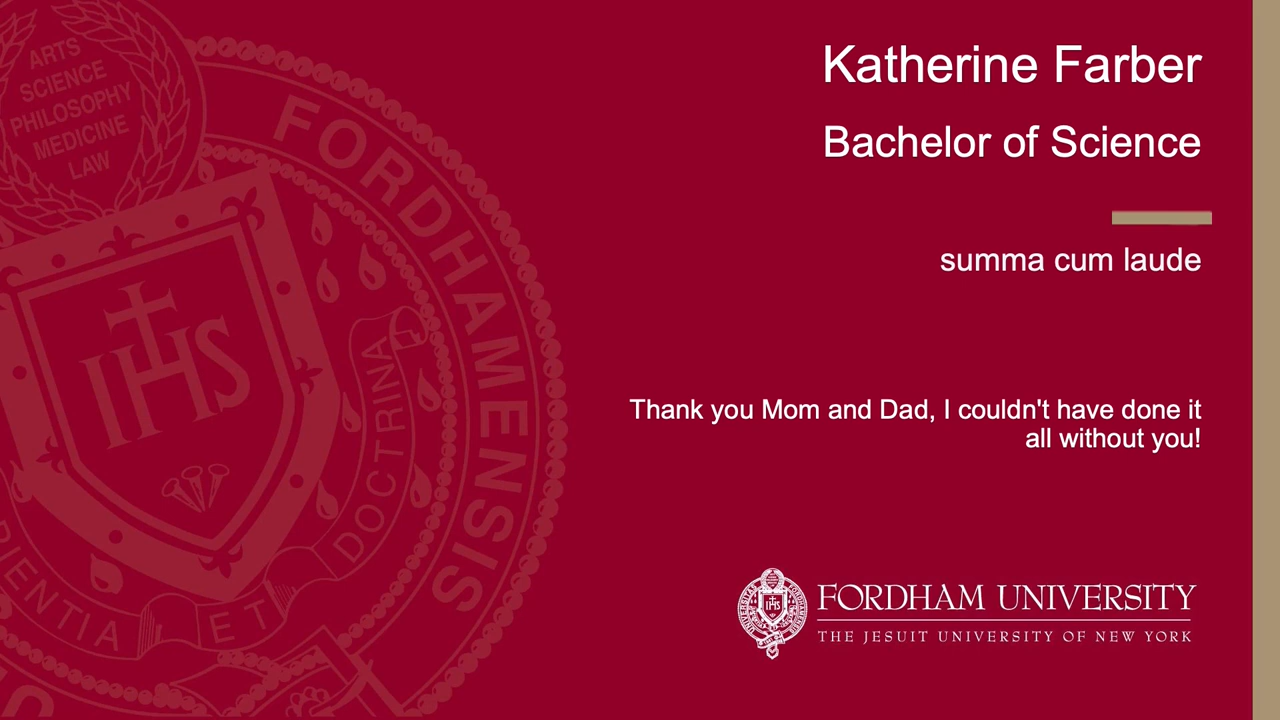 ARTS
SCIENCE
PHILOSOPHY
MEDICINE
LAW
FORDHAMENSIS
IHS
DOCTRINA
ET
Katherine Farber
Bachelor of Science
summa cum laude
Thank you Mom and Dad, I couldn't have done it
all without you!
IHS
FORDHAM UNIVERSITY
THE JESUIT UNIVERSITY OF NEW YORK